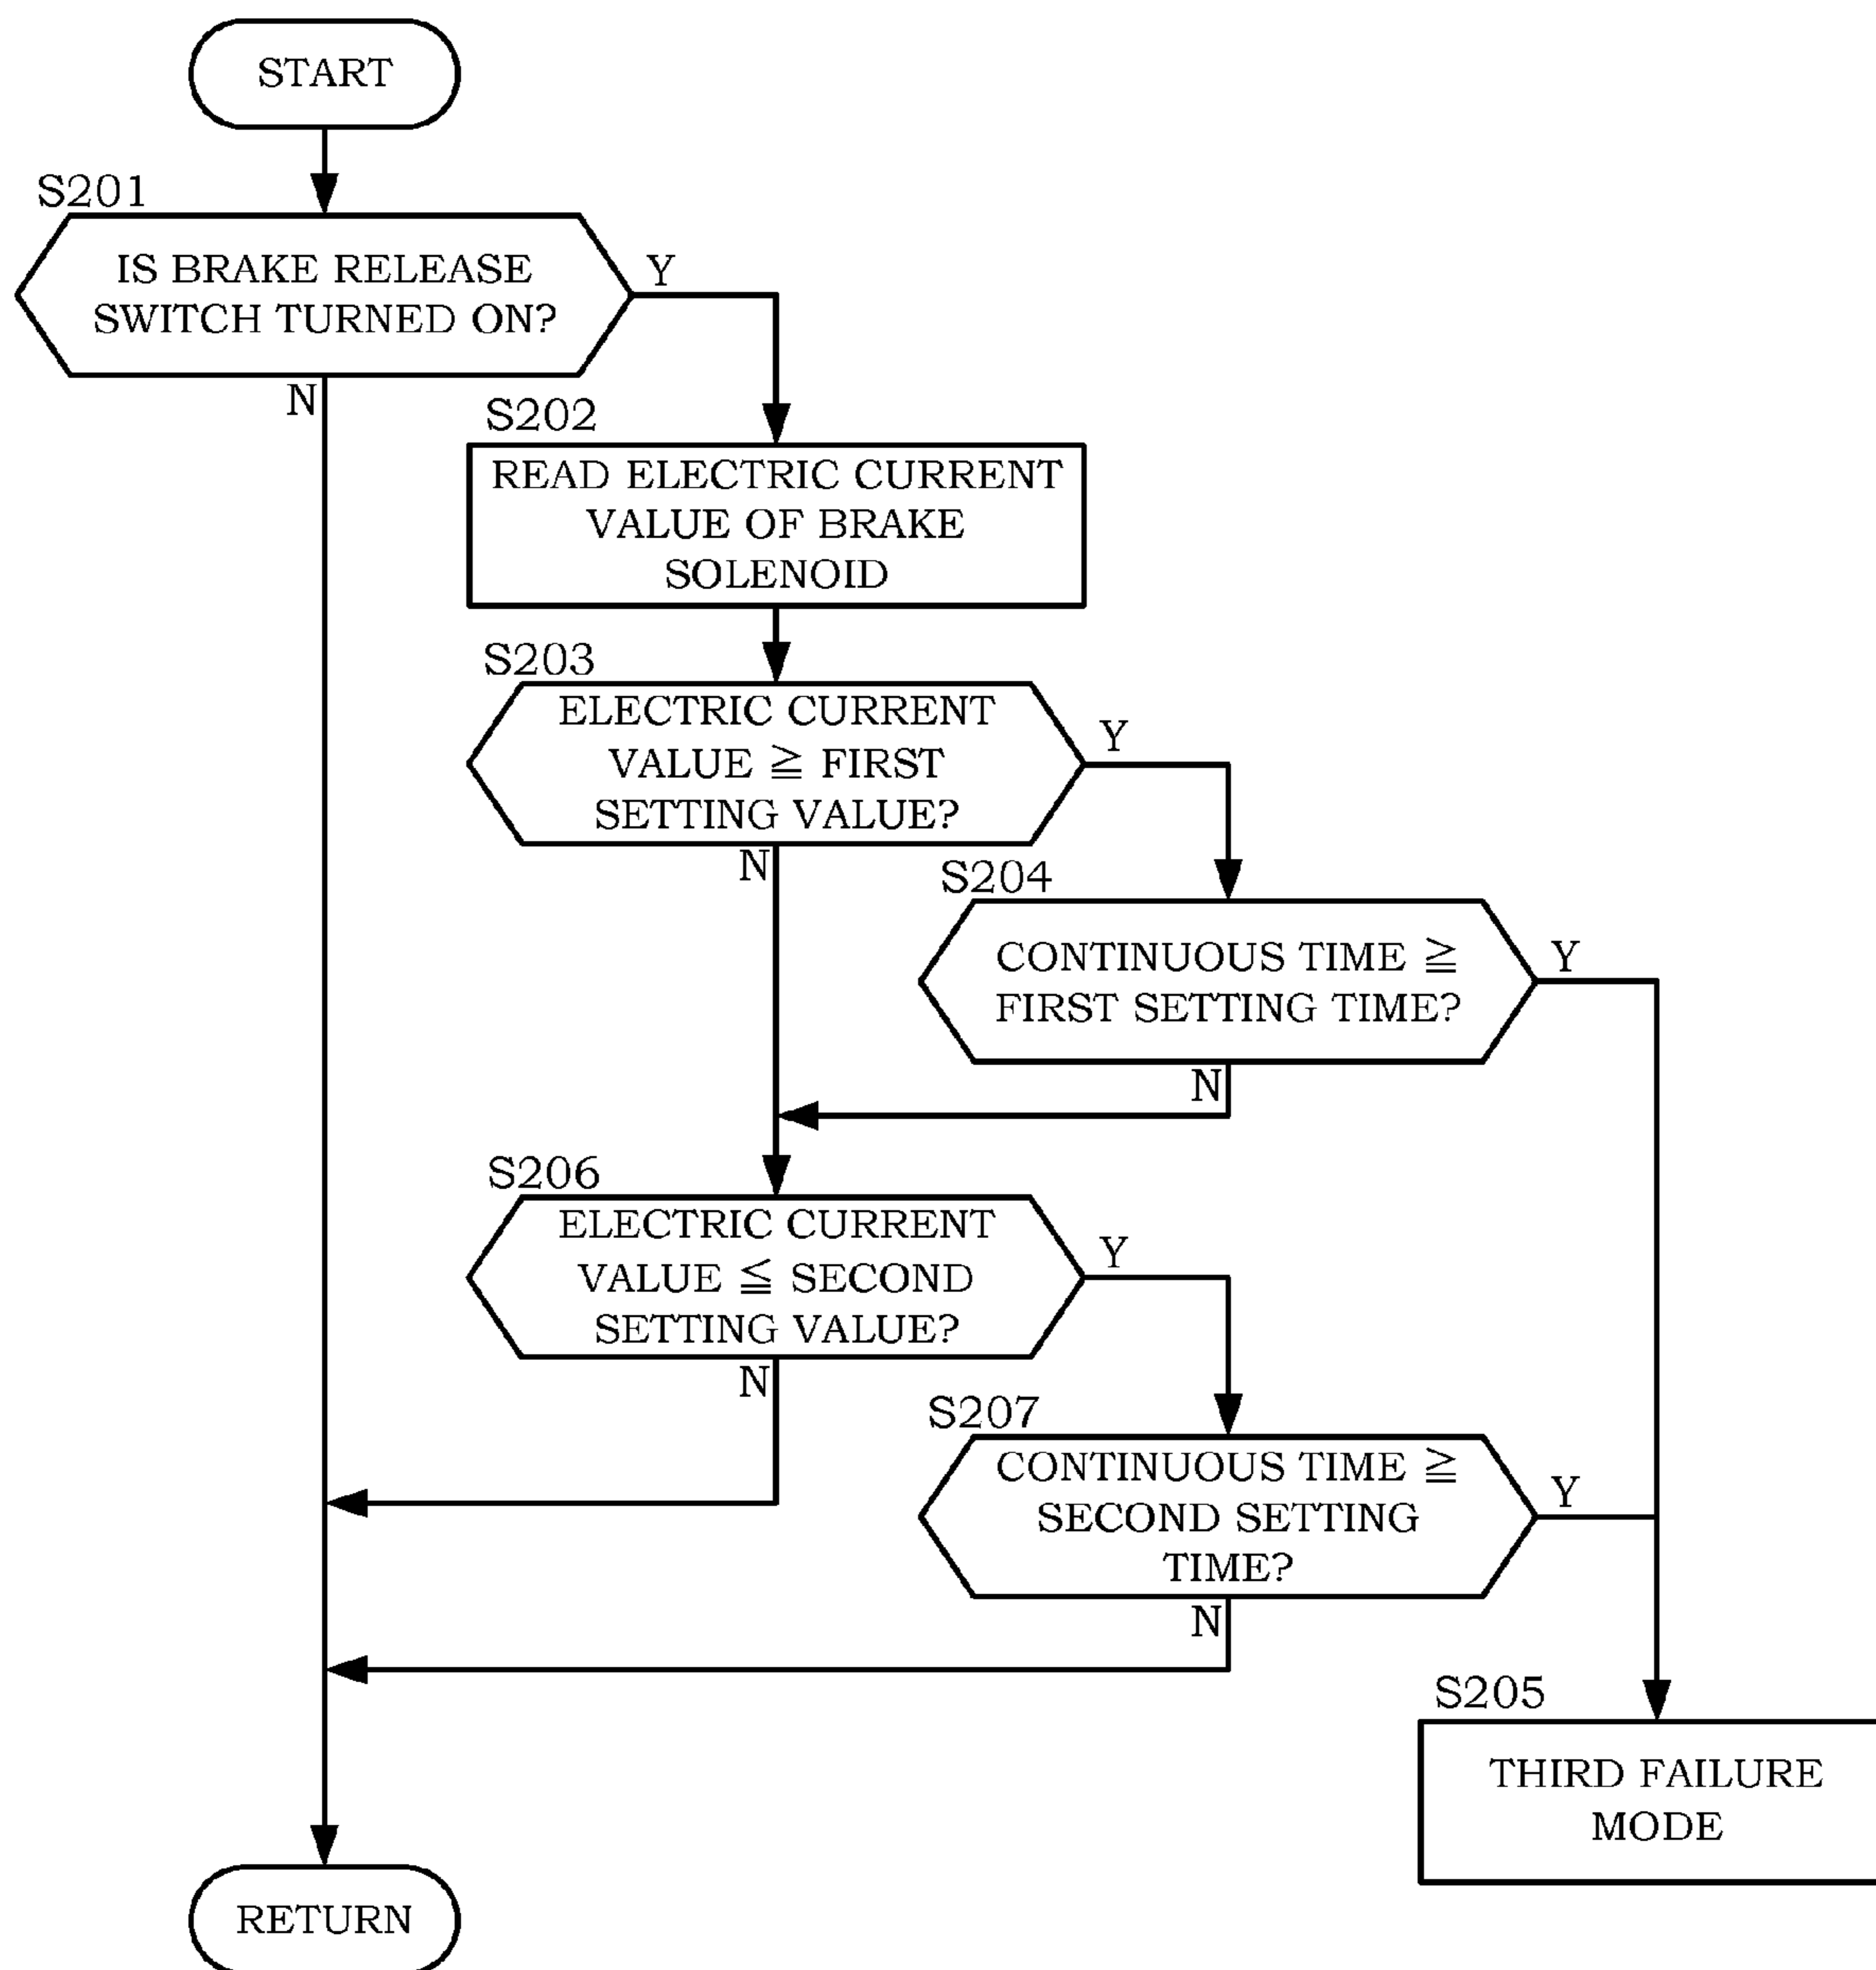 START
S201
IS BRAKE RELEASE
SWITCH TURNED ON?
Y
N
S202
READ ELECTRIC CURRENT
VALUE OF BRAKE
SOLENOID
S203
ELECTRIC CURRENT
VALUE ≧ FIRST
SETTING VALUE?
Y
N
S204
CONTINUOUS TIME ≧
FIRST SETTING TIME?
Y
N
S206
ELECTRIC CURRENT
VALUE ≦ SECOND
SETTING VALUE?
Y
N
S207
CONTINUOUS TIME ≧
SECOND SETTING
TIME?
Y
N
S205
THIRD FAILURE
MODE
RETURN